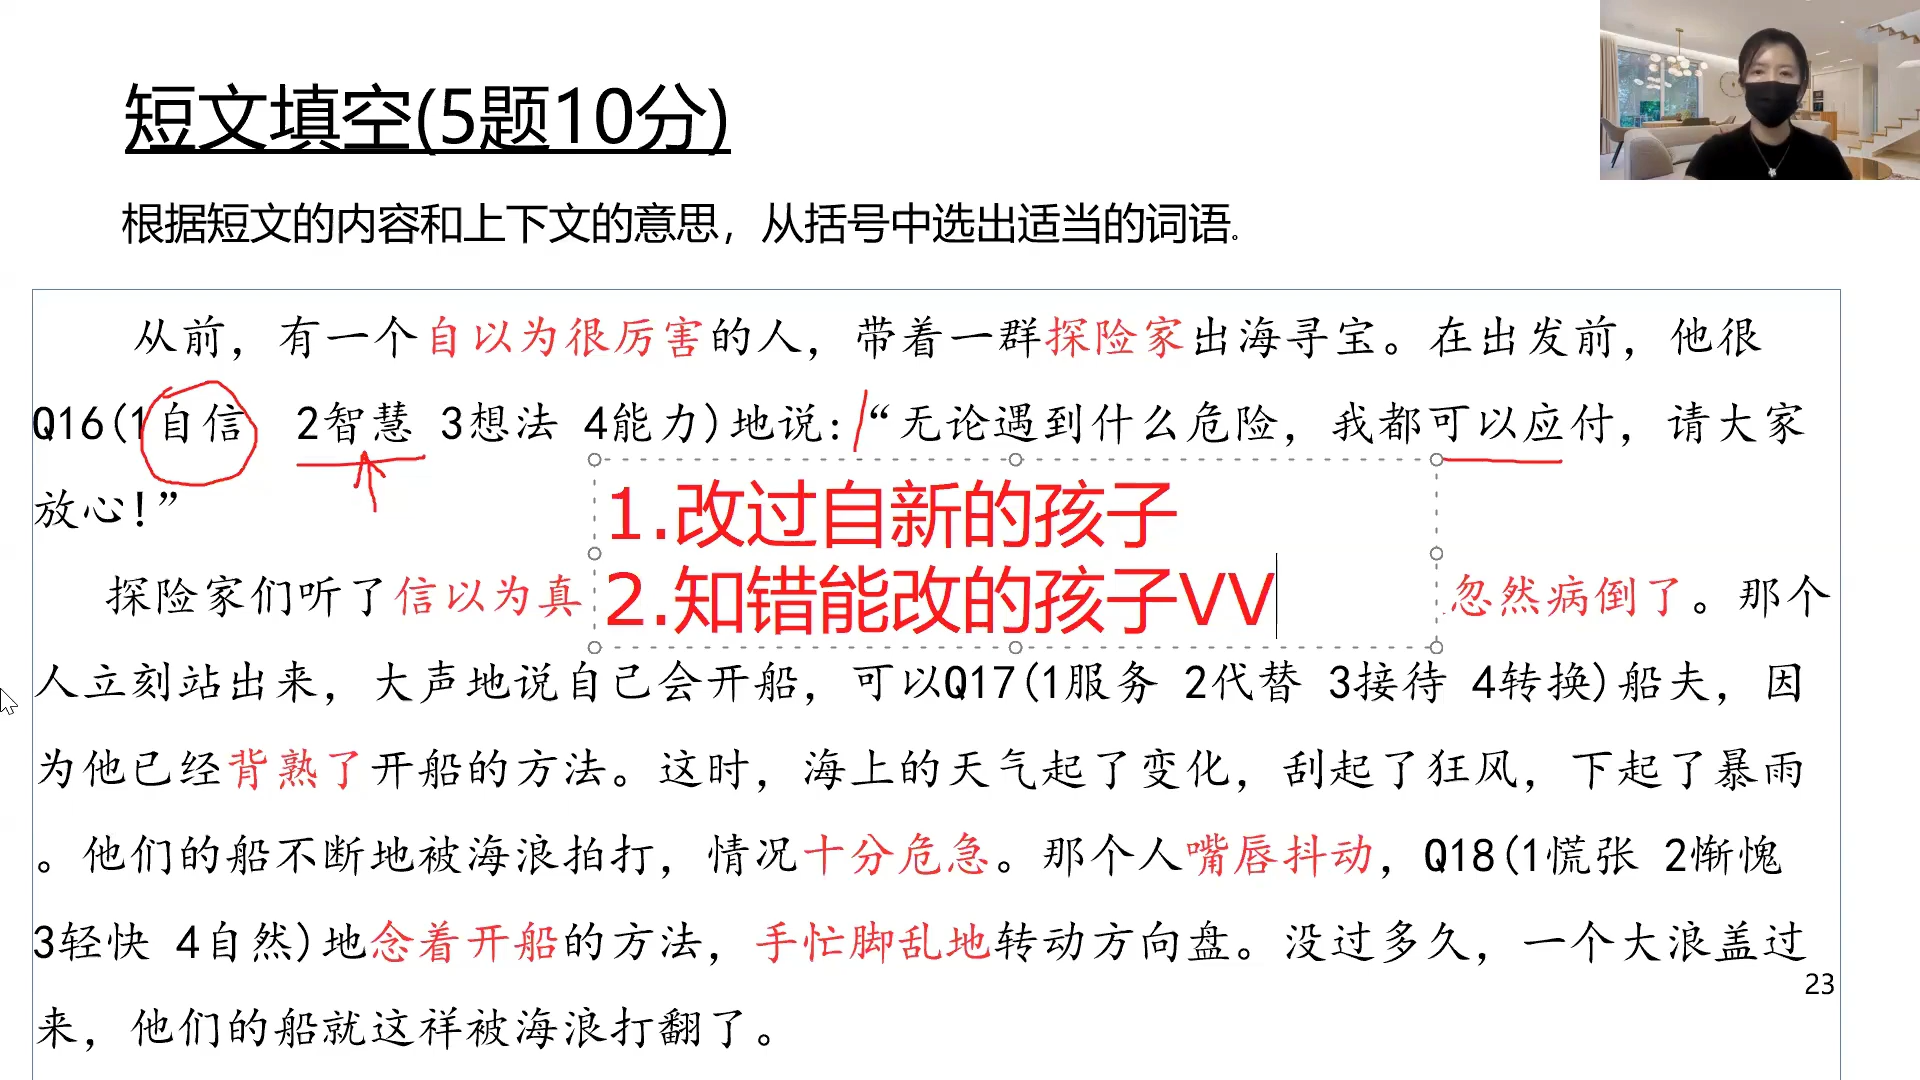 短文填空(5题10分)
根据短文的内容和上下文的意思，从括号中选出适当的词语.
从前，有一个自以为很厉害的人，带着一群探险家出海寻宝。在出发前，他很
Q16(1自信 2智慧 3想法 4能力)地说:“无论遇到什么危险，我都可以应付，请大家
放心!”
1.改过自新的孩子
2.知错能改的孩子VV
探险家们听了信以为真 忽然病倒了。那个
人立刻站出来，大声地说自己会开船，可以Q17(1服务 2代替 3接待 4转换)船夫，因
为他已经背熟了开船的方法。这时，海上的天气起了变化，刮起了狂风，下起了暴雨
。他们的船不断地被海浪拍打，情况十分危急。那个人嘴唇抖动，Q18(1慌张 2惭愧
3轻快 4自然)地念着开船的方法，手忙脚乱地转动方向盘。没过多久，一个大浪盖过
23
来，他们的船就这样被海浪打翻了。